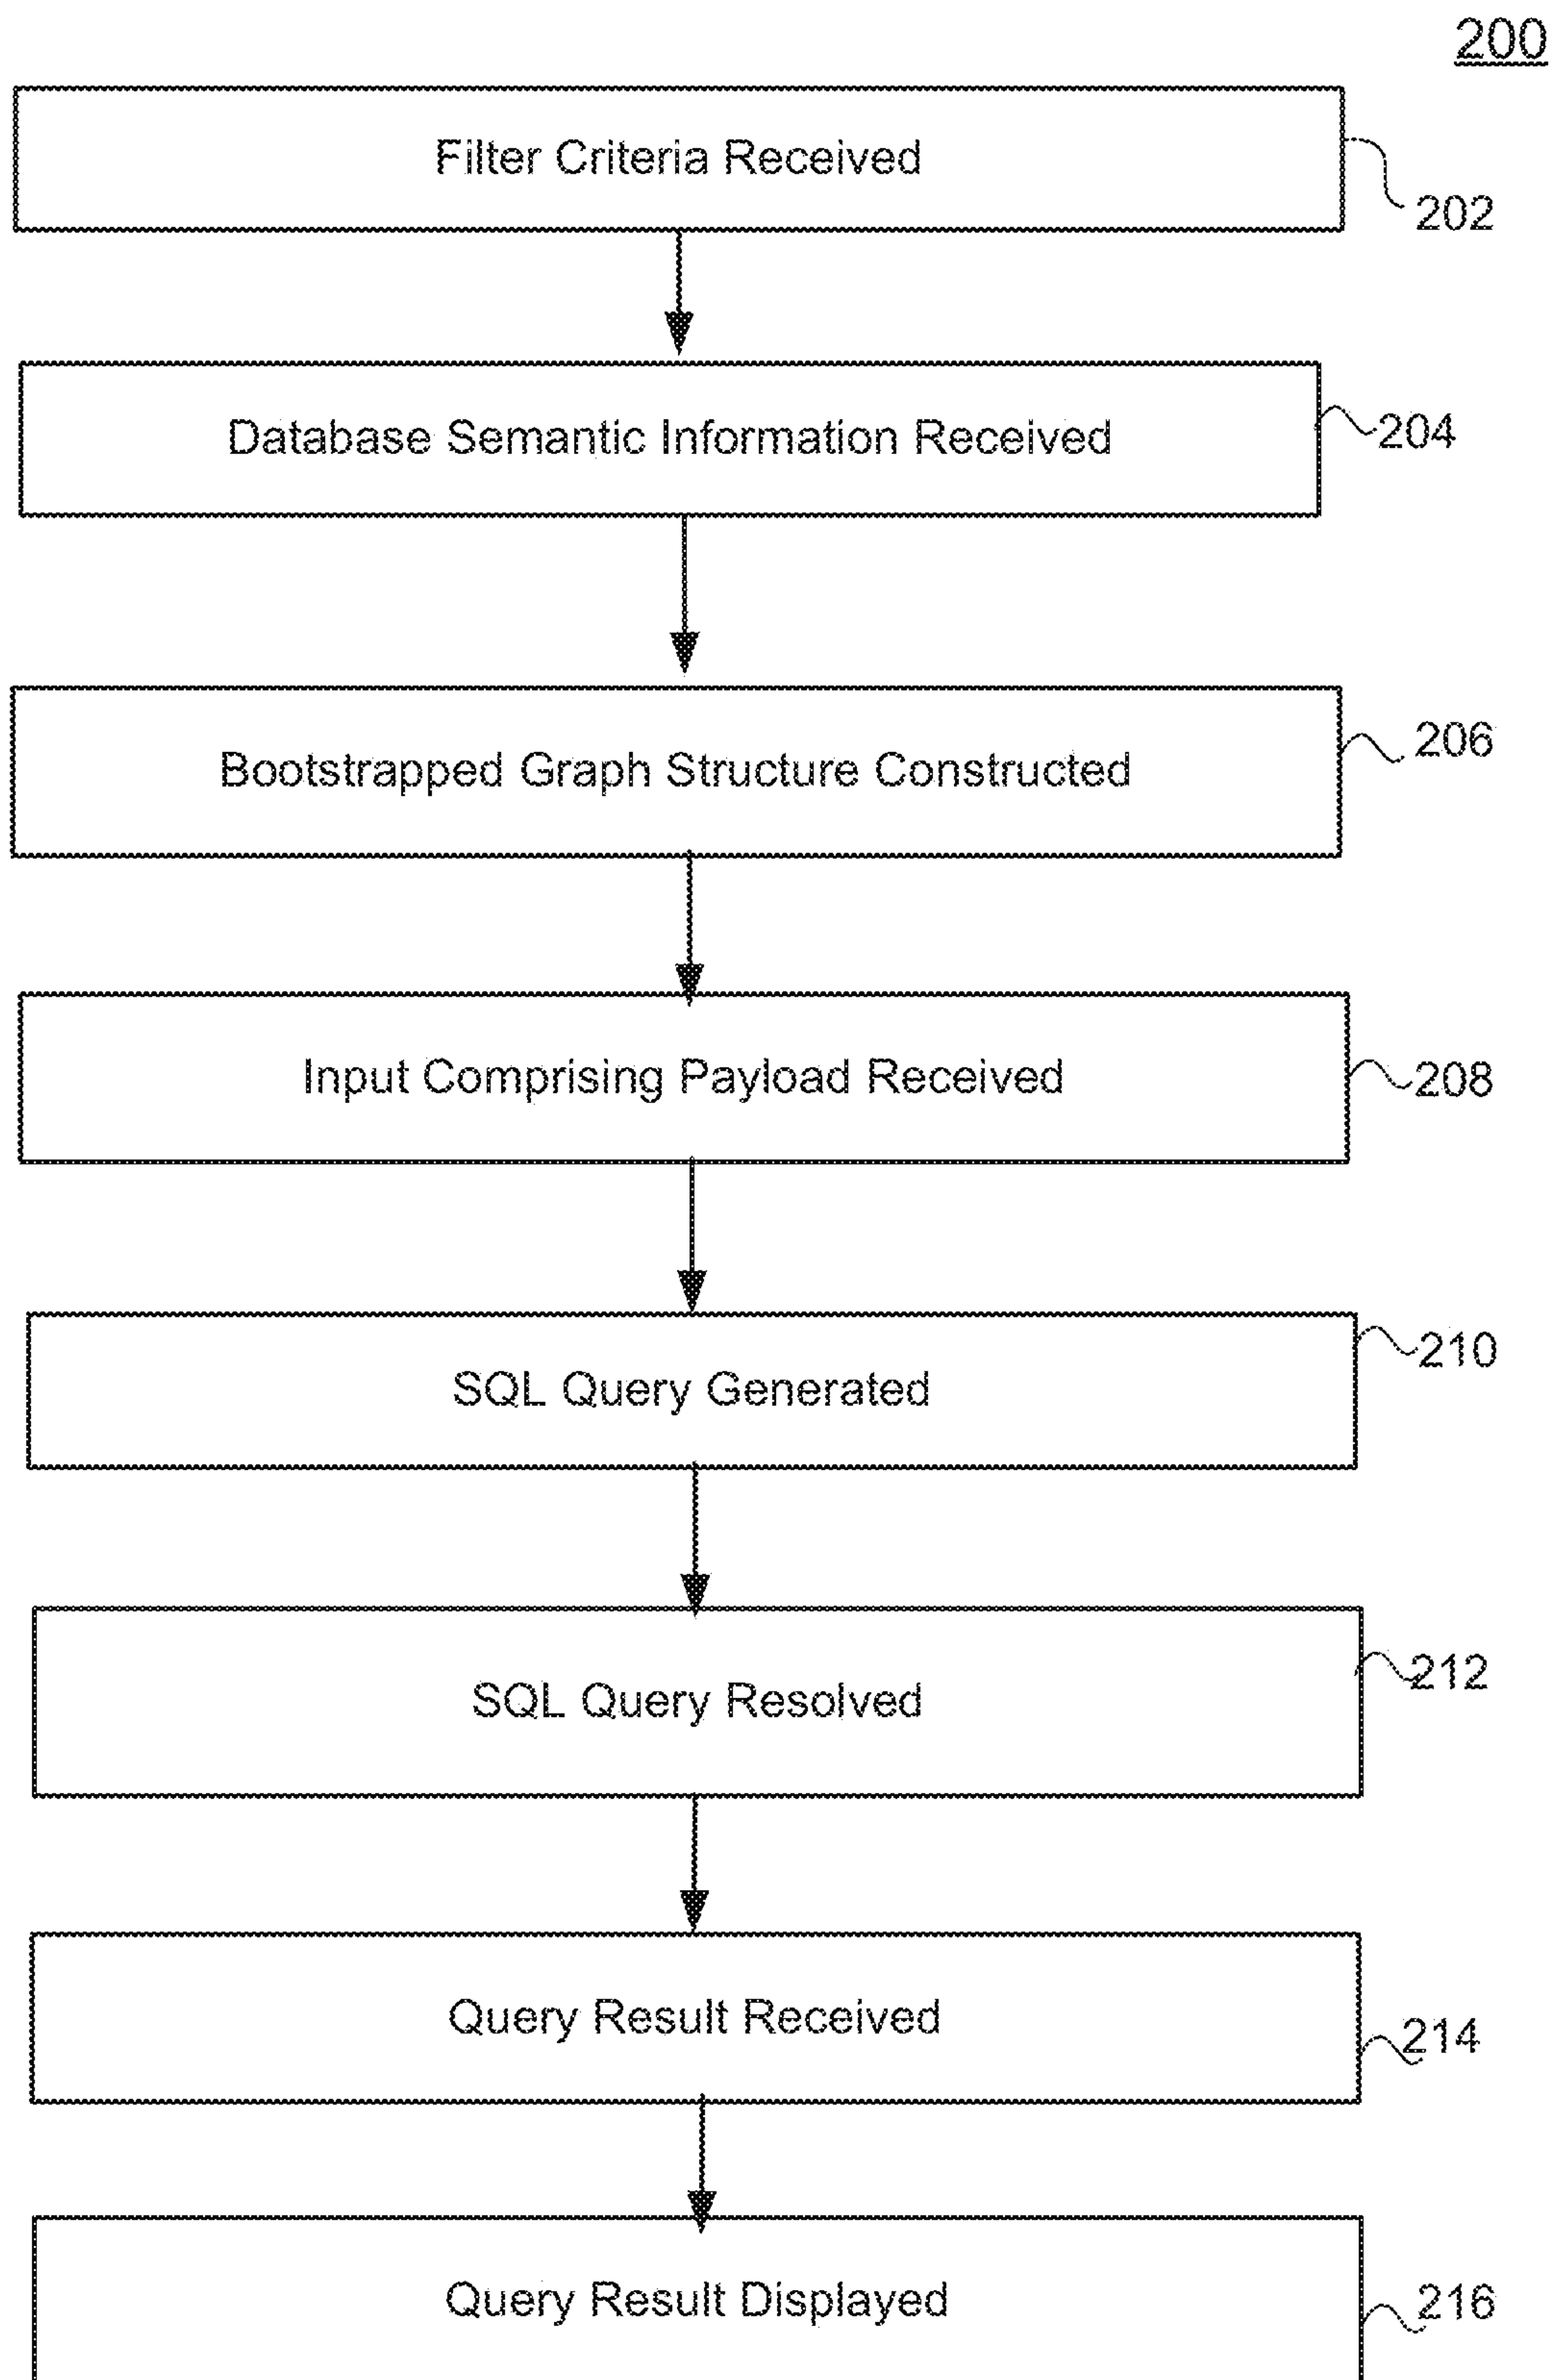 200
Filter Criteria Received
202
Database Semantic Information Received
204
Bootstrapped Graph Structure Constructed
206
Input Comprising Payload Received
208
SQL Query Generated
210
SQL Query Resolved
212
Query Result Received
214
Query Result Displayed
216